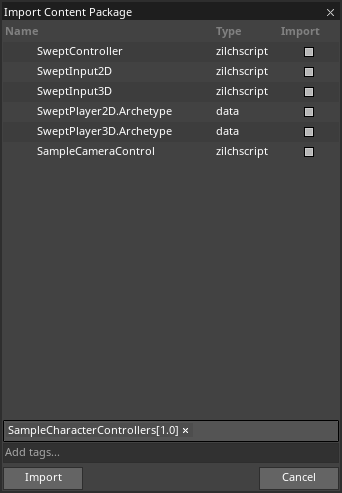 Import Content Package ×
Name Type Import
SweptController zilchscript
SweptInput2D zilchscript
SweptInput3D zilchscript
SweptPlayer2D.Archetype data
SweptPlayer3D.Archetype data
SampleCameraControl zilchscript
SampleCharacterControllers[1.0] ×
Add tags...
Import Cancel